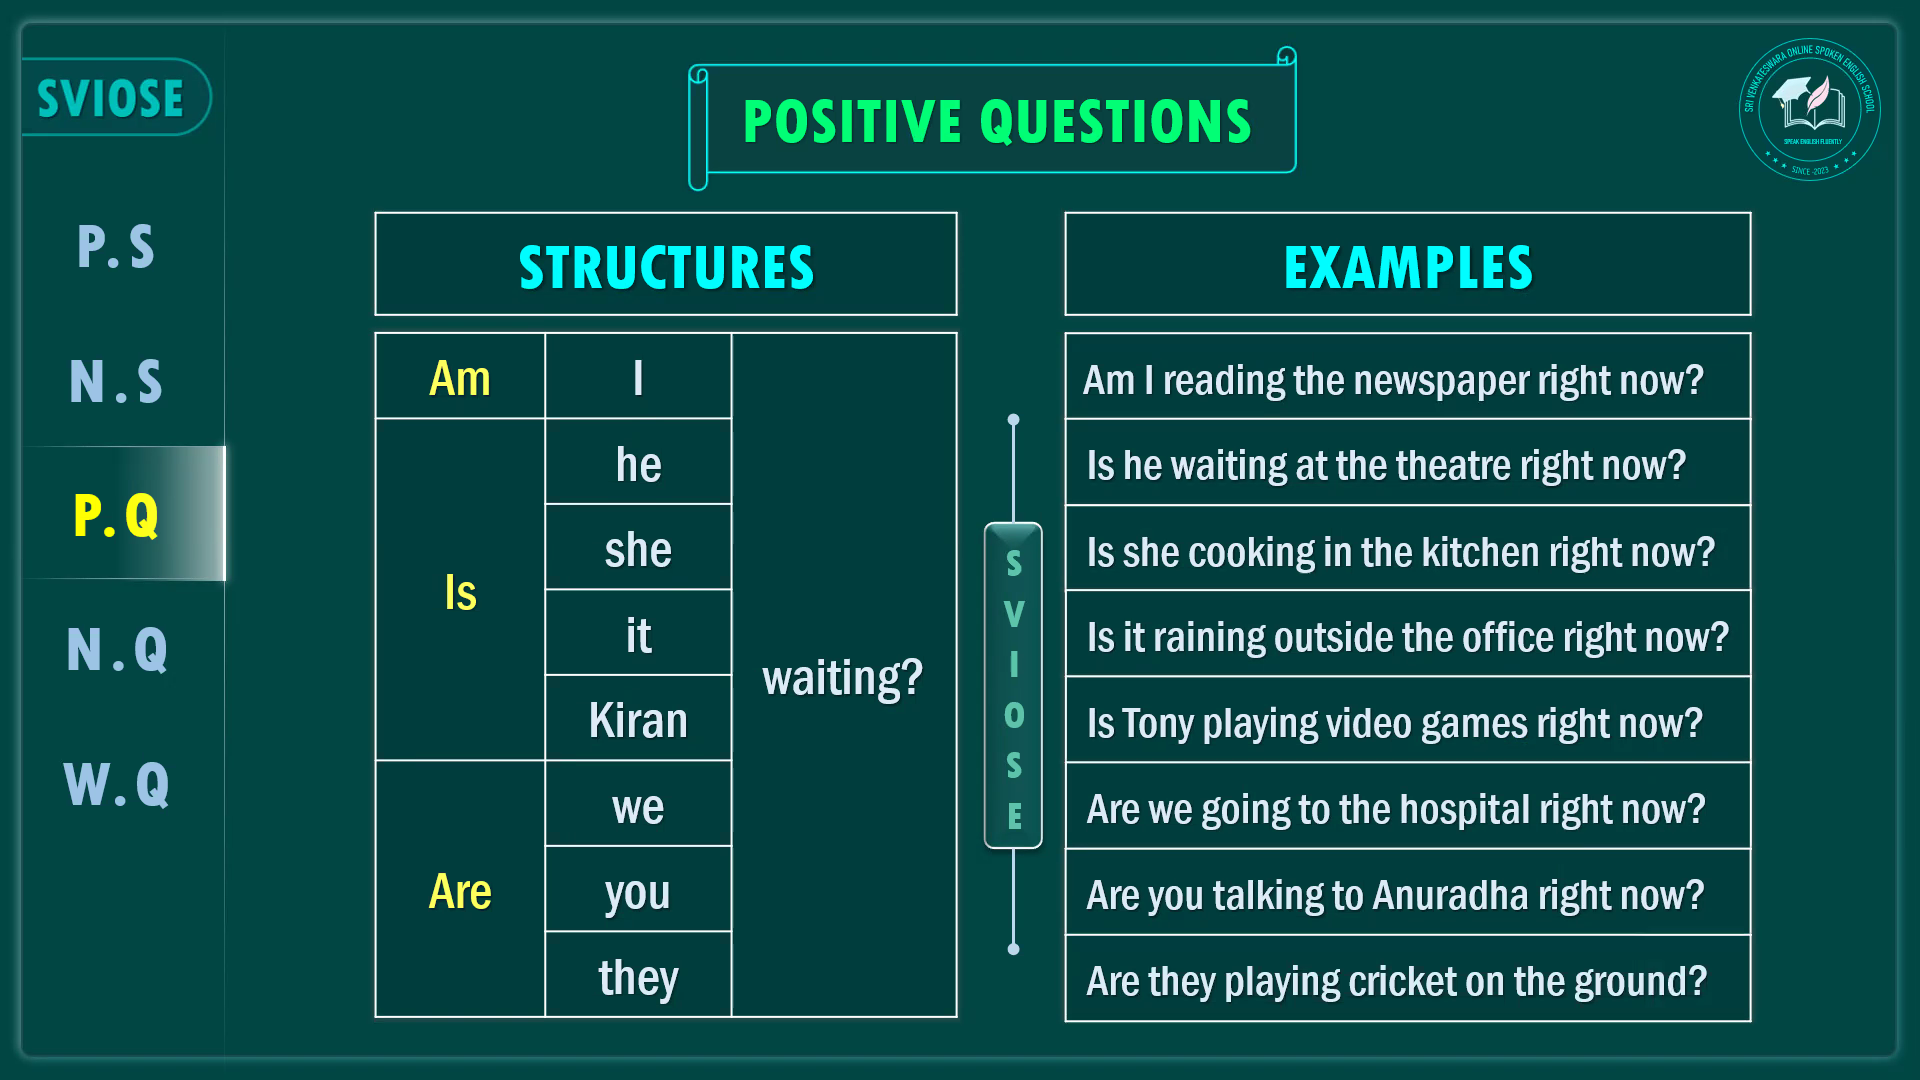 SVIOSE
POSITIVE QUESTIONS
SRI VENKATESWARA ONLINE SPOKEN ENGLISH SCHOOL
SPEAK ENGLISH FLUENTLY
SINCE -2023
P. S
N . S
P. Q
N . Q
W. Q
STRUCTURES
Am
I
Is
he
she
it
Kiran
Are
we
you
they
waiting?
S
V
I
O
S
E
EXAMPLES
Am I reading the newspaper right now?
Is he waiting at the theatre right now?
Is she cooking in the kitchen right now?
Is it raining outside the office right now?
Is Tony playing video games right now?
Are we going to the hospital right now?
Are you talking to Anuradha right now?
Are they playing cricket on the ground?